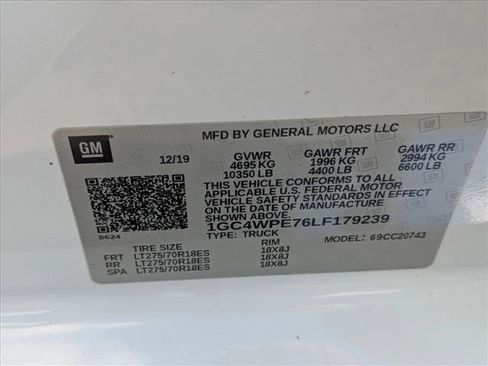 GM
MFD BY GENERAL MOTORS LLC
12/19 GVWR GAWR FRT GAWR RR
4695 KG 1996 KG 2994 KG
10350 LB 4400 LB 6600 LB
THIS VEHICLE CONFORMS TO ALL
APPLICABLE U.S. FEDERAL MOTOR
VEHICLE SAFETY STANDARDS IN EFFECT
ON THE DATE OF MANUFACTURE
1GC4WPE76LF179239
8624 TYPE: TRUCK MODEL: 69CC20743
TIRE SIZE RIM
FRT LT275/70R18ES 18X8J
RR LT275/70R18ES 18X8J
SPA LT275/70R18ES 18X8J